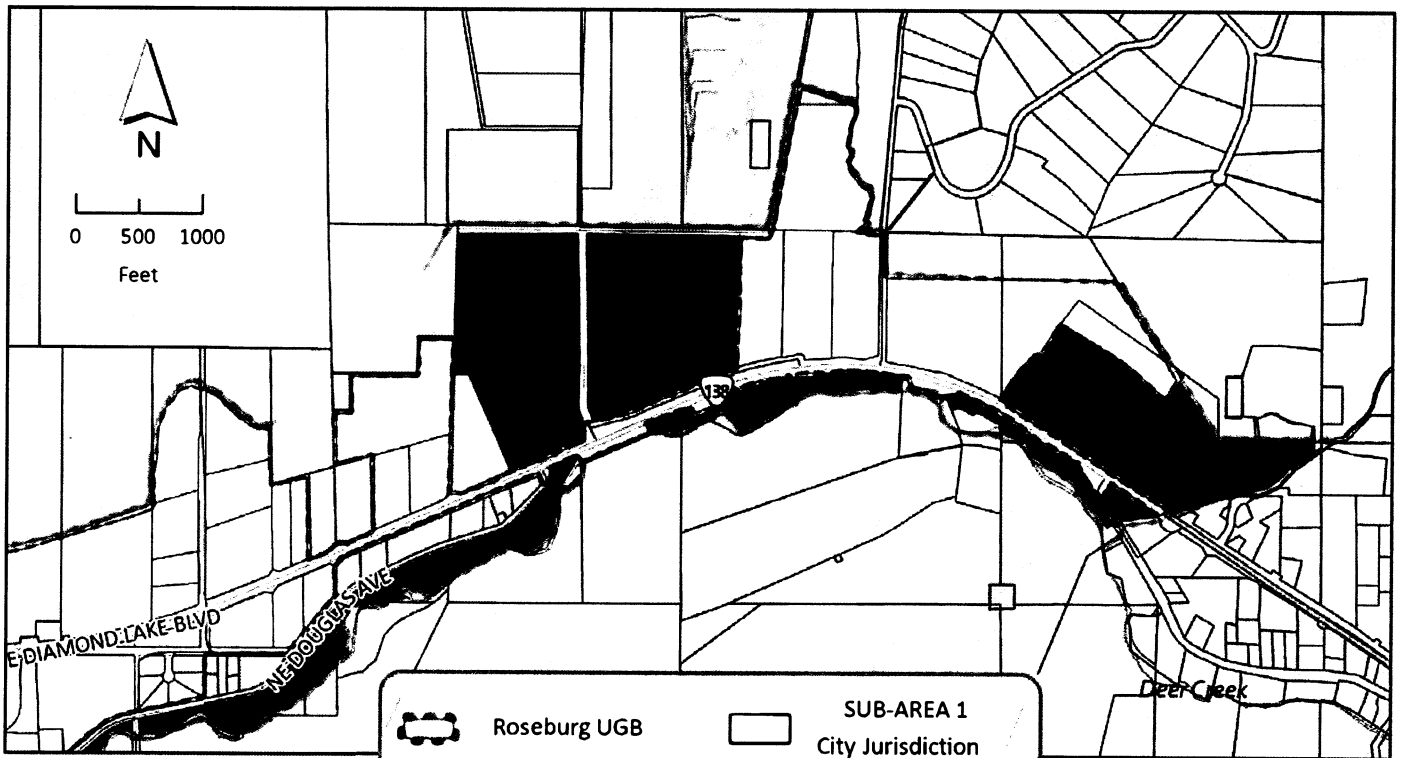 N
0 500 1000
Feet
138
E DIAMOND LAKE BLVD
NE DOUGLAS AVE
Deer Creek
Roseburg UGB
SUB-AREA 1
City Jurisdiction